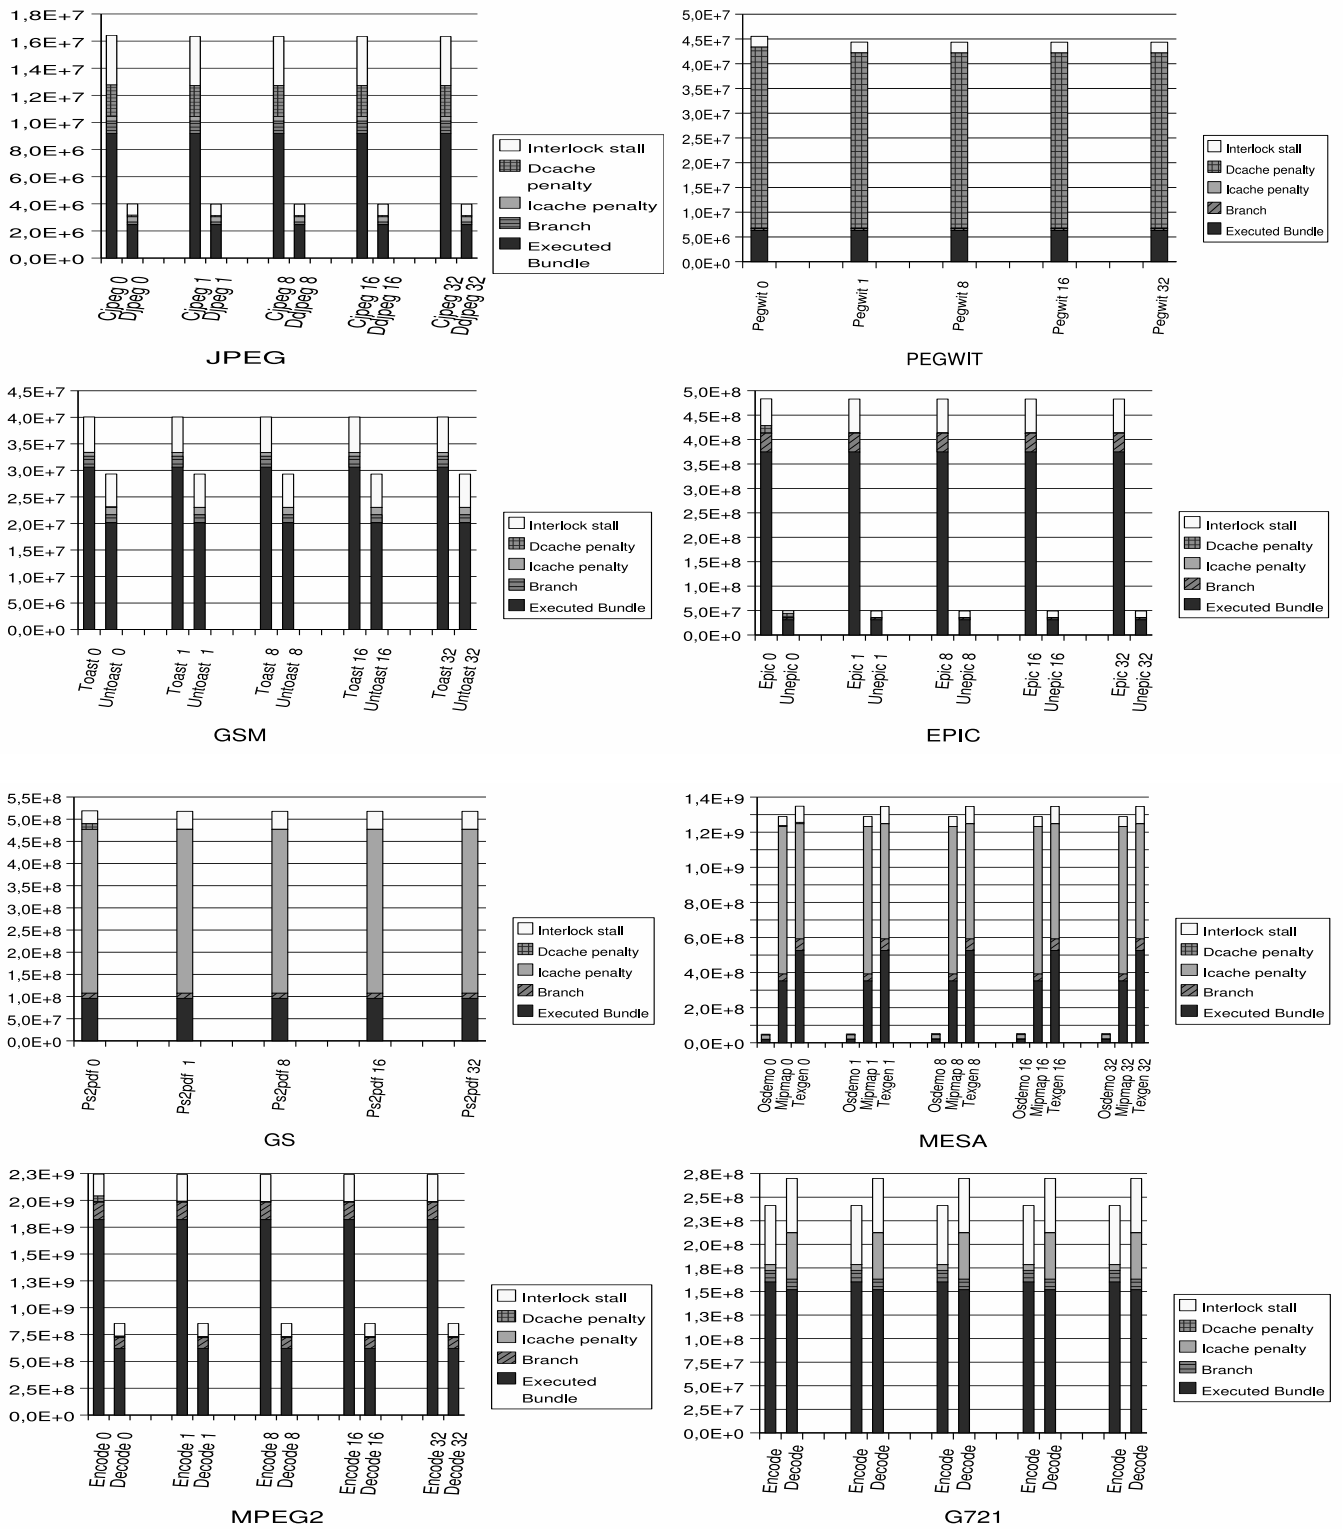 1,8E+7
1,6E+7
1,4E+7
1,2E+7
1,0E+7
8,0E+6
6,0E+6
4,0E+6
2,0E+6
0,0E+0
Cjpeg 0
Djpeg 0
Cjpeg 1
Djpeg 1
Cjpeg 8
Ddjpeg 8
Cjpeg 16
Ddjpeg 16
Cjpeg 32
Ddjpeg 32
JPEG
Interlock stall
Dcache
penalty
Icache penalty
Branch
Executed
Bundle
5,0E+7
4,5E+7
4,0E+7
3,5E+7
3,0E+7
2,5E+7
2,0E+7
1,5E+7
1,0E+7
5,0E+6
0,0E+0
Pegwit 0
Pegwit 1
Pegwit 8
Pegwit 16
Pegwit 32
PEGWIT
Interlock stall
Dcache penalty
Icache penalty
Branch
Executed Bundle
4,5E+7
4,0E+7
3,5E+7
3,0E+7
2,5E+7
2,0E+7
1,5E+7
1,0E+7
5,0E+6
0,0E+0
Toast 0
Untoast 0
Toast 1
Untoast 1
Toast 8
Untoast 8
Toast 16
Untoast 16
Toast 32
Untoast 32
GSM
Interlock stall
Dcache penalty
Icache penalty
Branch
Executed Bundle
5,0E+8
4,5E+8
4,0E+8
3,5E+8
3,0E+8
2,5E+8
2,0E+8
1,5E+8
1,0E+8
5,0E+7
0,0E+0
Epic 0
Unepic 0
Epic 1
Unepic 1
Epic 8
Unepic 8
Epic 16
Unepic 16
Epic 32
Unepic 32
EPIC
Interlock stall
Dcache penalty
Icache penalty
Branch
Executed Bundle
5,5E+8
5,0E+8
4,5E+8
4,0E+8
3,5E+8
3,0E+8
2,5E+8
2,0E+8
1,5E+8
1,0E+8
5,0E+7
0,0E+0
Ps2pdf 0
Ps2pdf 1
Ps2pdf 8
Ps2pdf 16
Ps2pdf 32
GS
Interlock stall
Dcache penalty
Icache penalty
Branch
Executed Bundle
1,4E+9
1,2E+9
1,0E+9
8,0E+8
6,0E+8
4,0E+8
2,0E+8
0,0E+0
Osdemo 0
Mipmap 0
Texgen 0
Osdemo 1
Mipmap 1
Texgen 1
Osdemo 8
Mipmap 8
Texgen 8
Osdemo 16
Mipmap 16
Texgen 16
Osdemo 32
Mipmap 32
Texgen 32
MESA
Interlock stall
Dcache penalty
Icache penalty
Branch
Executed Bundle
2,3E+9
2,0E+9
1,8E+9
1,5E+9
1,3E+9
1,0E+9
7,5E+8
5,0E+8
2,5E+8
0,0E+0
Encode 0
Decode 0
Encode 1
Decode 1
Encode 8
Decode 8
Encode 16
Decode 16
Encode 32
Decode 32
MPEG2
Interlock stall
Dcache penalty
Icache penalty
Branch
Executed
Bundle
2,8E+8
2,5E+8
2,3E+8
2,0E+8
1,8E+8
1,5E+8
1,3E+8
1,0E+8
7,5E+7
5,0E+7
2,5E+7
0,0E+0
Encode
Decode
Encode
Decode
Encode
Decode
Encode
Decode
Encode
Decode
G721
Interlock stall
Dcache penalty
Icache penalty
Branch
Executed Bundle